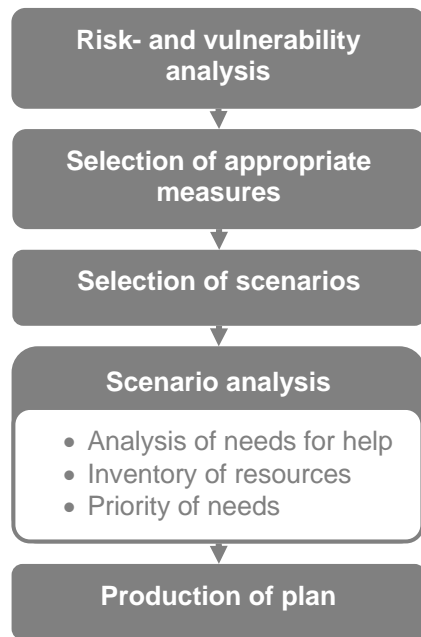 Risk- and vulnerability
analysis
Selection of appropriate
measures
Selection of scenarios
Scenario analysis
• Analysis of needs for help
• Inventory of resources
• Priority of needs
Production of plan